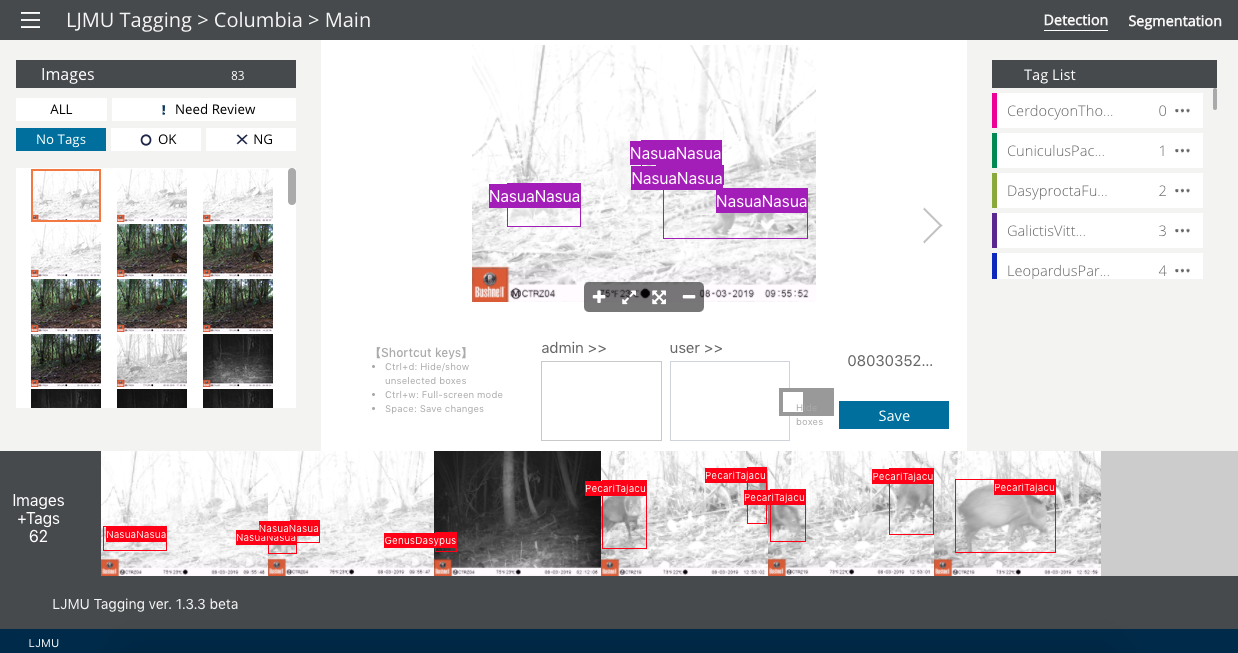 LJMU Tagging > Columbia > Main
Detection
Segmentation
Images
83
ALL
! Need Review
No Tags
OK
NG
NasuaNasua
NasuaNasua
NasuaNasua
NasuaNasua
Bushnell
CTRZ04
08-03-2019 09:55:52
Tag List
CerdocyonTho...
0
CuniculusPac...
1
DasyproctaFu...
2
GalictisVitt...
3
LeopardusPar...
4
【Shortcut keys】
Ctrl+d: Hide/show
unselected boxes
Ctrl+w: Full-screen mode
Space: Save changes
admin >>
user >>
Hide
boxes
08030352...
Save
Images
+Tags
62
NasuaNasua
NasuaNasua
NasuaNasua
GenusDasypus
PecariTajacu
PecariTajacu
PecariTajacu
PecariTajacu
PecariTajacu
LJMU Tagging ver. 1.3.3 beta
LJMU